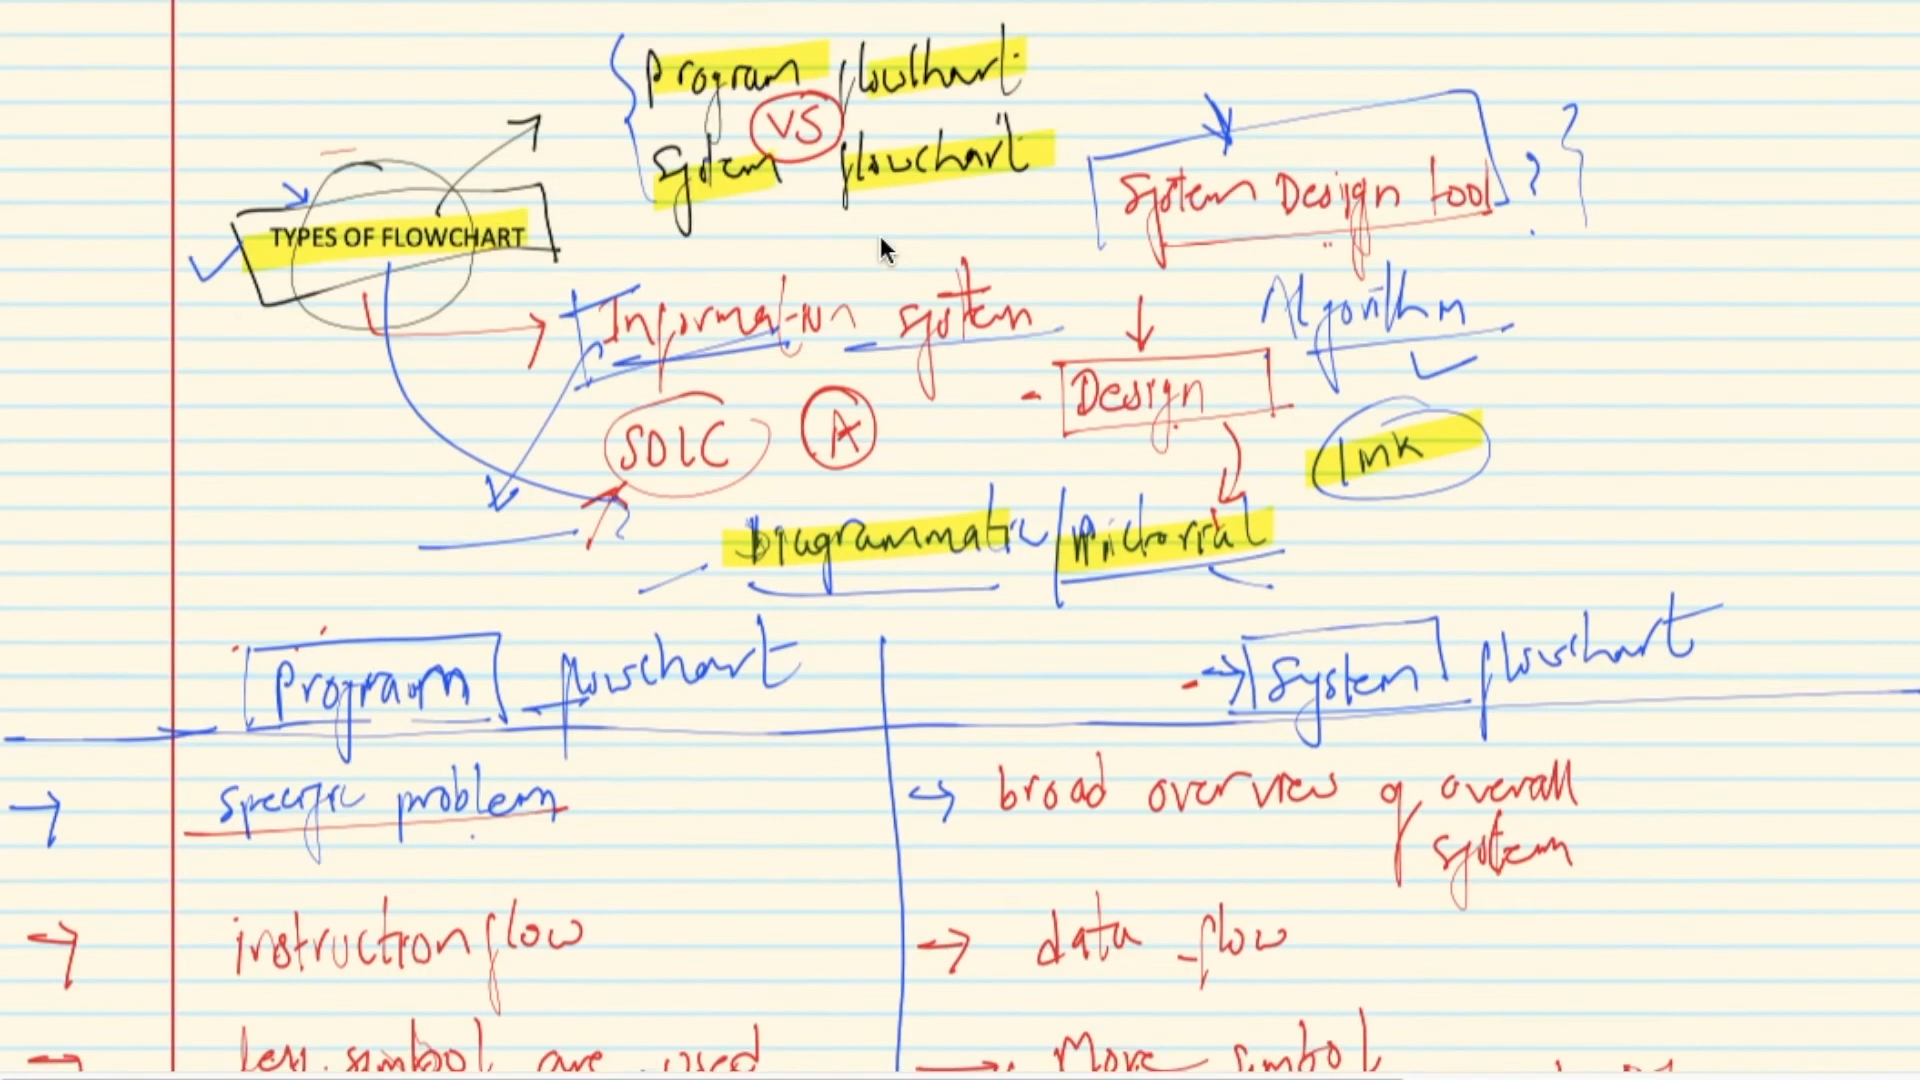 Program flowchart
VS
System flowchart
System Design tool ?
TYPES OF FLOWCHART
Information system
Algorithm
Design
SDLC
A
1mk
Diagrammatic / Pictorial
Program flowchart
System flowchart
specific problem
broad overview of overall
system
instruction flow
data flow
Less symbol are used
More symbol